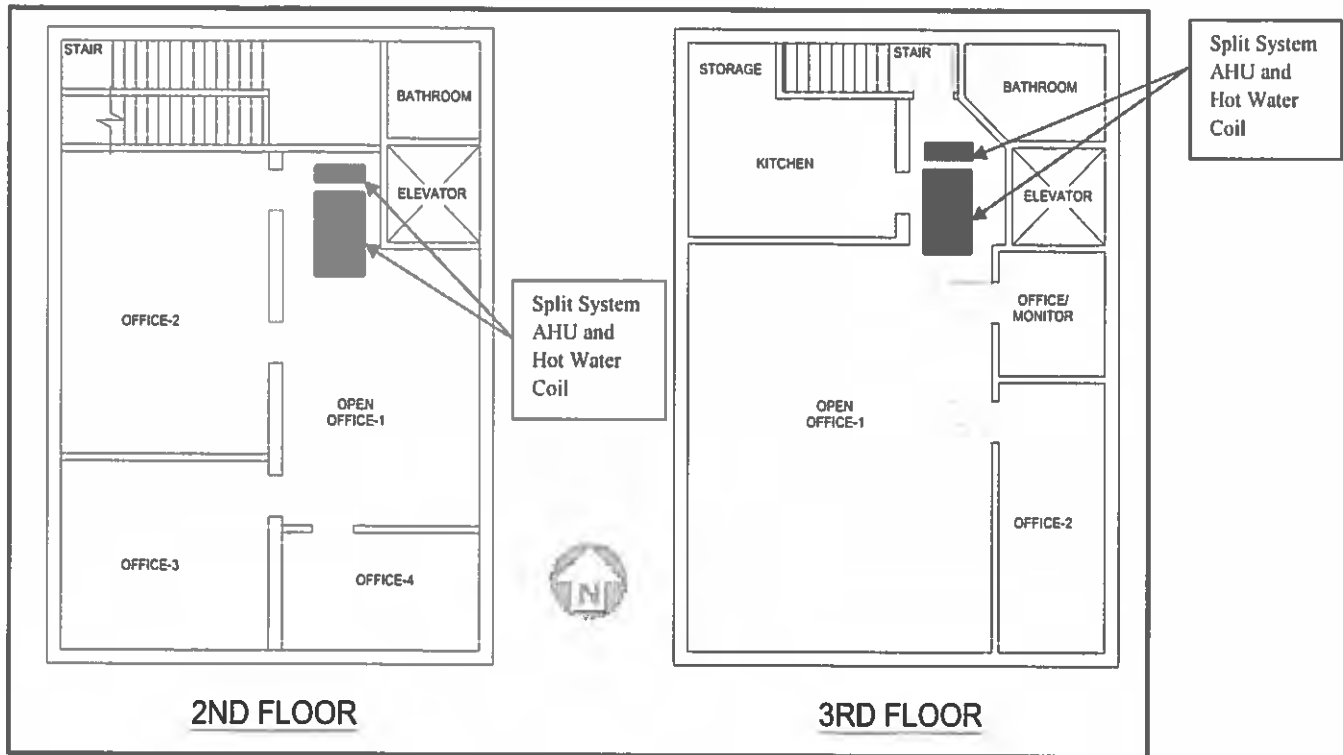 STAIR
BATHROOM
ELEVATOR
OFFICE-2
OPEN
OFFICE-1
OFFICE-3
OFFICE-4
Split System
AHU and
Hot Water
Coil
N
2ND FLOOR
STORAGE
STAIR
BATHROOM
KITCHEN
ELEVATOR
OFFICE/
MONITOR
OPEN
OFFICE-1
OFFICE-2
Split System
AHU and
Hot Water
Coil
3RD FLOOR